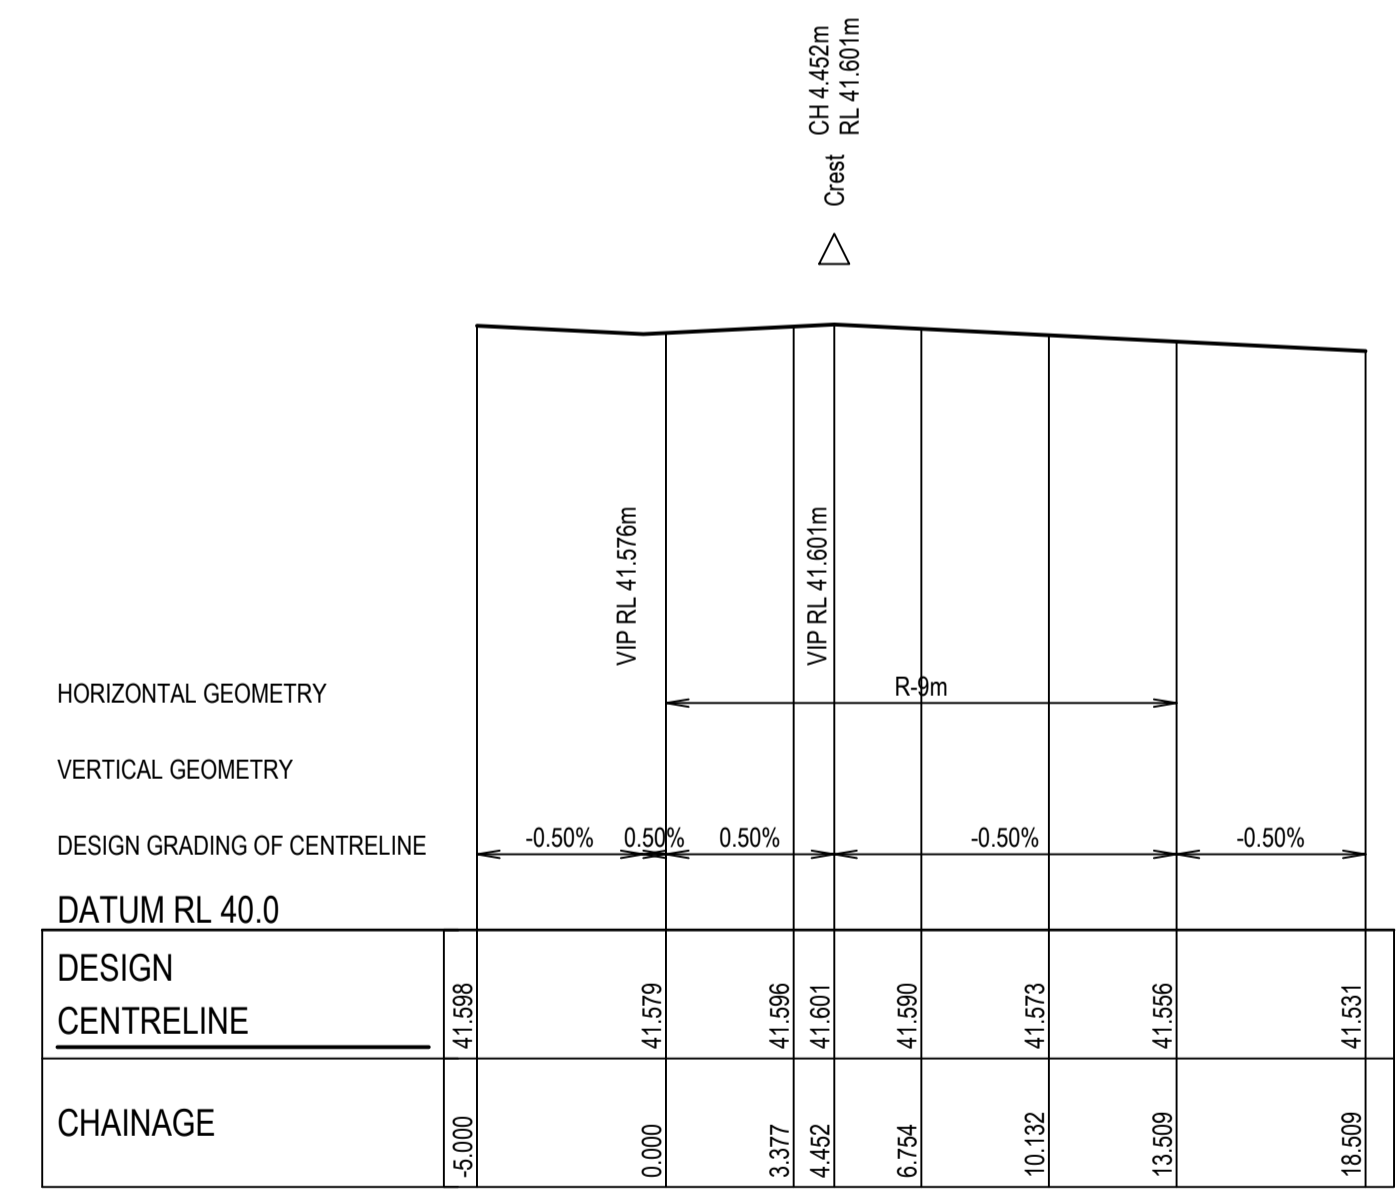 Crest CH 4.452m
RL 41.601m
VIP RL 41.576m
VIP RL 41.601m
HORIZONTAL GEOMETRY
R-9m
VERTICAL GEOMETRY
DESIGN GRADING OF CENTRELINE
-0.50% 0.50% 0.50% -0.50% -0.50%
DATUM RL 40.0
DESIGN
CENTRELINE
41.598 41.579 41.596 41.601 41.590 41.573 41.556 41.531
CHAINAGE
-5.000 0.000 3.377 4.452 6.754 10.132 13.509 18.509